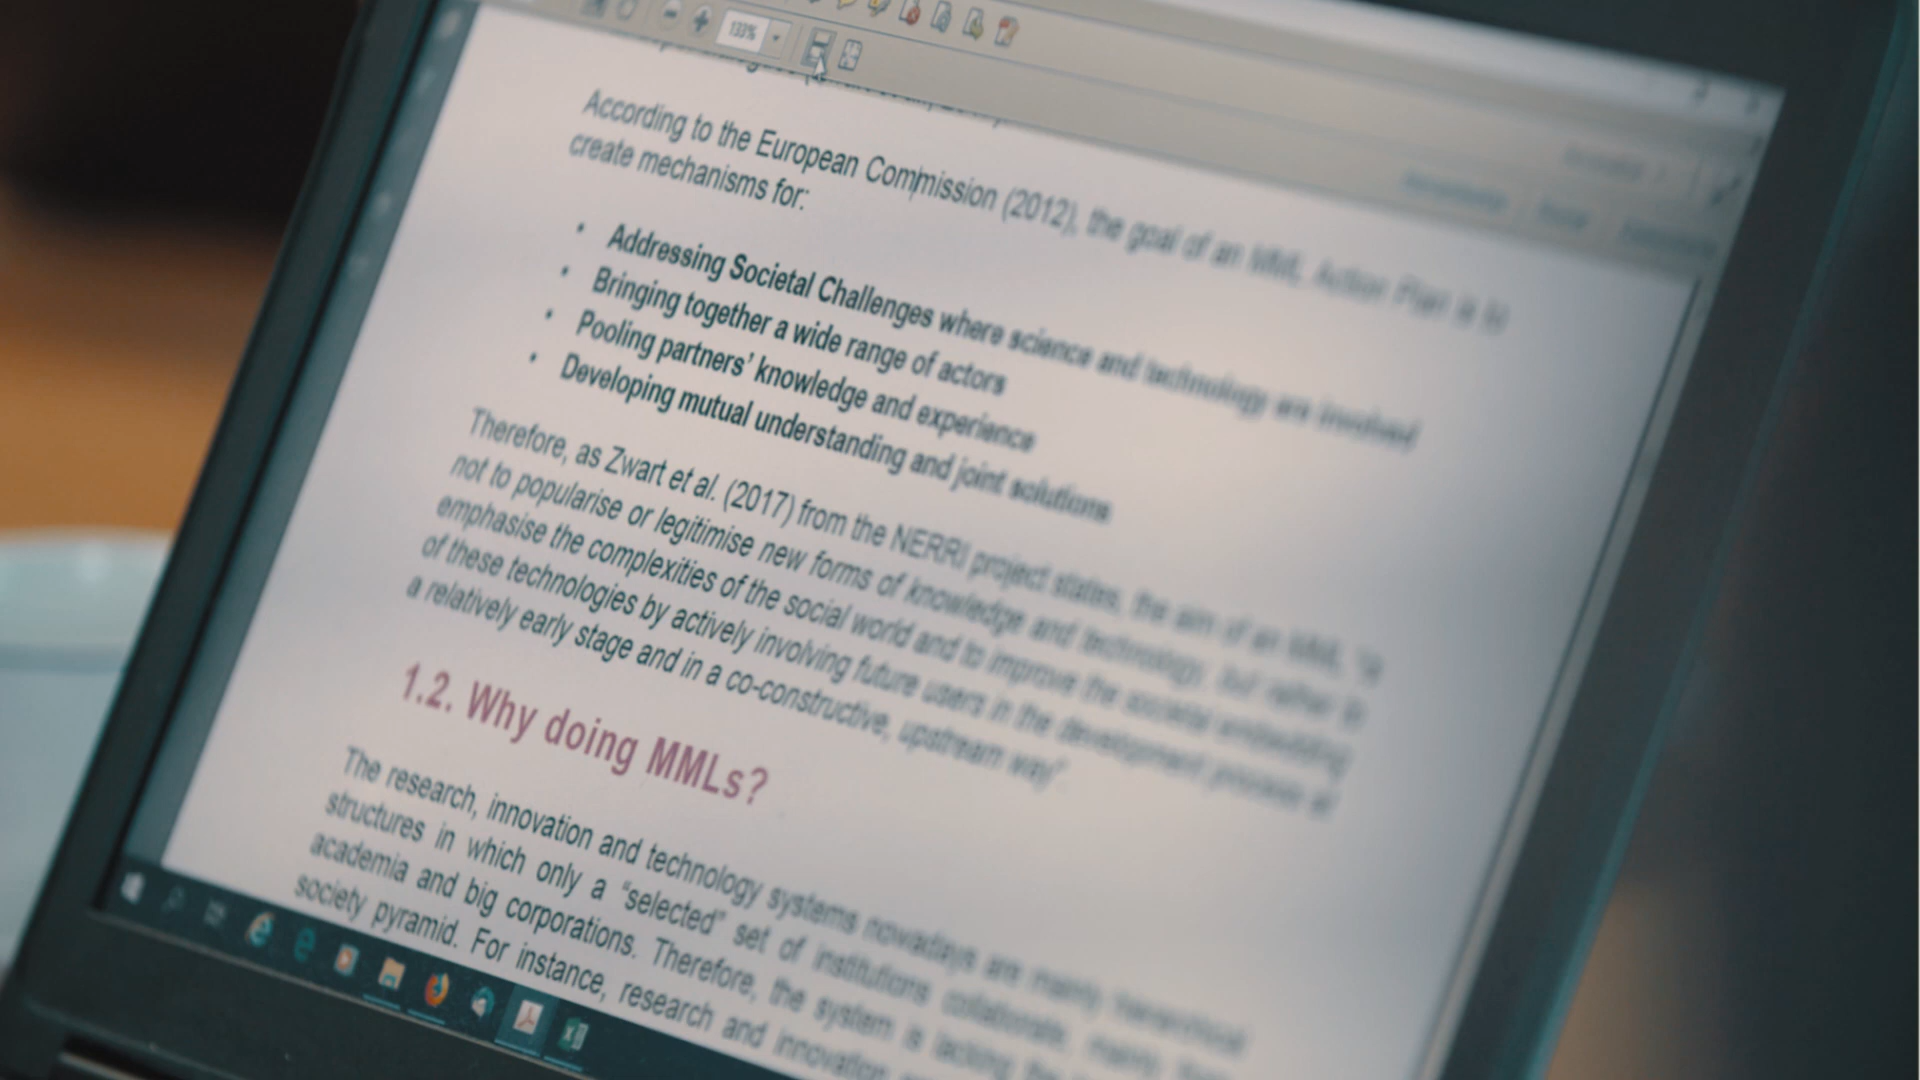 133%
According to the European Commission (2012), the goal of an MML Action Plan is to
create mechanisms for:
• Addressing Societal Challenges where science and technology are involved
• Bringing together a wide range of actors
• Pooling partners’ knowledge and experience
• Developing mutual understanding and joint solutions
Therefore, as Zwart et al. (2017) from the NERRI project states, the aim of an MML
not to popularise or legitimise new forms of knowledge and technology, but rather to
emphasise the complexities of the social world and to improve the societal embedding
of these technologies by actively involving future users in the development process at
a relatively early stage and in a co-constructive, upstream way”.
1.2. Why doing MMLs?
The research, innovation and technology systems nowadays are mainly hierarchical
structures in which only a “selected” set of institutions collaborate, mainly from
academia and big corporations. Therefore, the system is lacking the
society pyramid. For instance, research and innovation